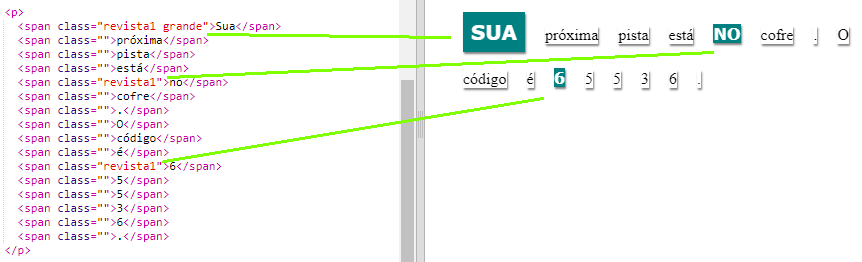 <p>
<span class="revista1 grande">Sua</span>
<span class="">próxima</span>
<span class="">pista</span>
<span class="">está</span>
<span class="revista1">no</span>
<span class="">cofre</span>
<span class="">.</span>
<span class="">O</span>
<span class="">código</span>
<span class="">é</span>
<span class="revista1">6</span>
<span class="">5</span>
<span class="">5</span>
<span class="">3</span>
<span class="">6</span>
<span class="">.</span>
</p>
SUA próxima pista está NO cofre . O
código é 6 5 5 3 6 .